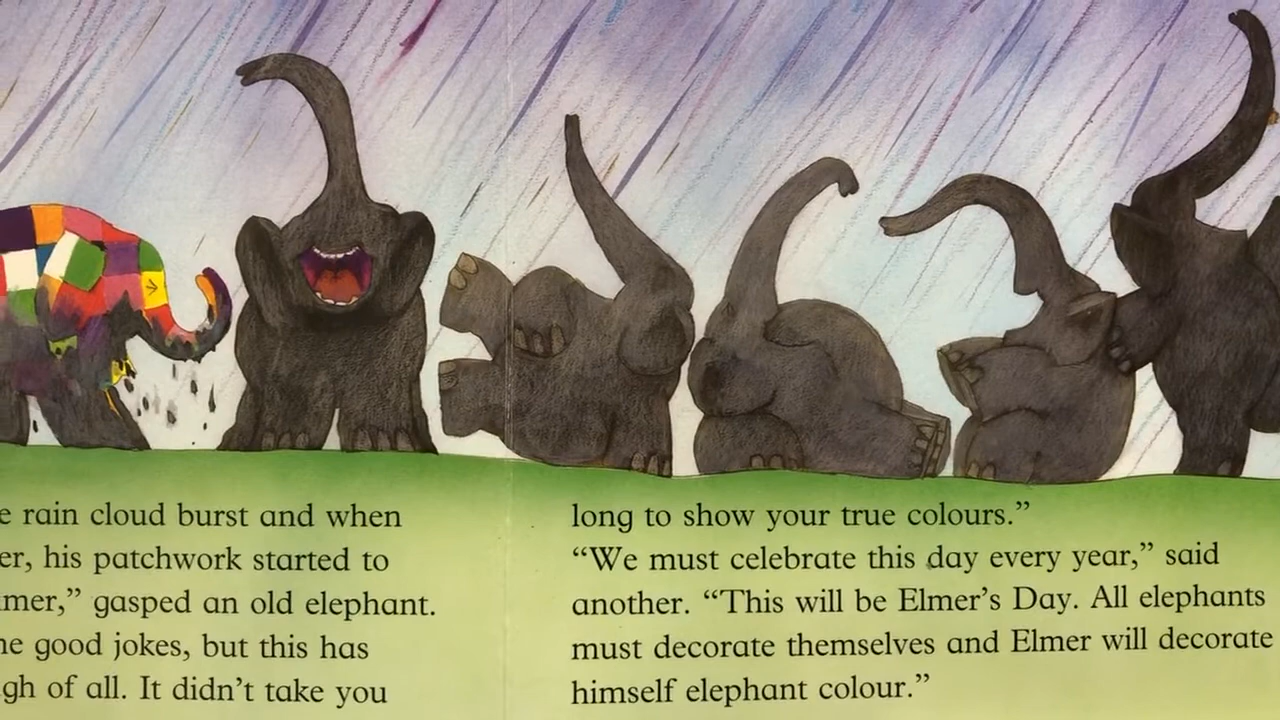 rain cloud burst and when
his patchwork started to
gasped an old elephant.
good jokes, but this has
of all. It didn’t take you
long to show your true colours.”
“We must celebrate this day every year,” said
another. “This will be Elmer’s Day. All elephants
must decorate themselves and Elmer will decorate
himself elephant colour.”